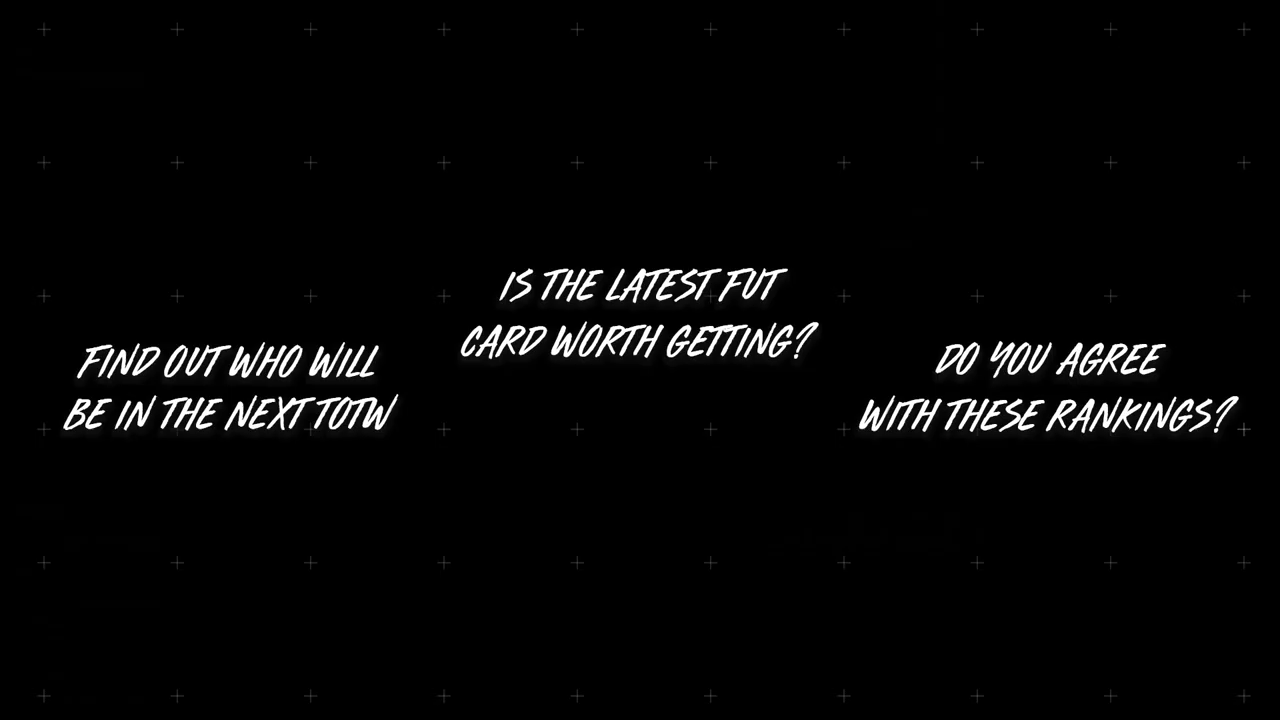 FIND OUT WHO WILL
BE IN THE NEXT TOTW
IS THE LATEST FUT
CARD WORTH GETTING?
DO YOU AGREE
WITH THESE RANKINGS?